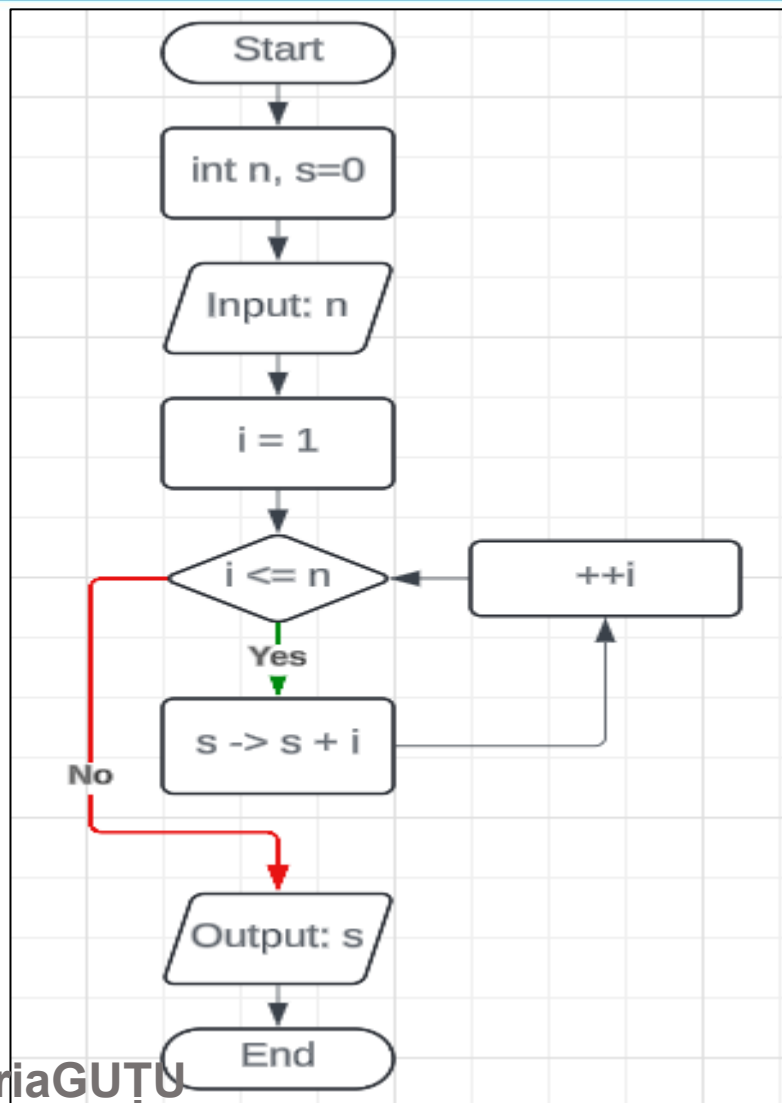 Start
int n, s=0
Input: n
i = 1
i <= n
++i
Yes
s -> s + i
No
Output: s
End
riaGUȚU